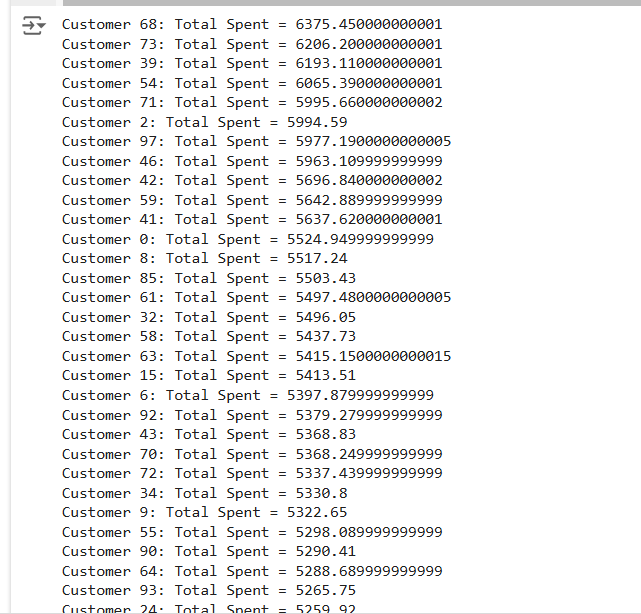 Customer 68: Total Spent = 6375.450000000001
Customer 73: Total Spent = 6206.200000000001
Customer 39: Total Spent = 6193.110000000001
Customer 54: Total Spent = 6065.390000000001
Customer 71: Total Spent = 5995.660000000002
Customer 2: Total Spent = 5994.59
Customer 97: Total Spent = 5977.1900000000005
Customer 46: Total Spent = 5963.109999999999
Customer 42: Total Spent = 5696.840000000002
Customer 59: Total Spent = 5642.889999999999
Customer 41: Total Spent = 5637.620000000001
Customer 0: Total Spent = 5524.949999999999
Customer 8: Total Spent = 5517.24
Customer 85: Total Spent = 5503.43
Customer 61: Total Spent = 5497.4800000000005
Customer 32: Total Spent = 5496.05
Customer 58: Total Spent = 5437.73
Customer 63: Total Spent = 5415.1500000000015
Customer 15: Total Spent = 5413.51
Customer 6: Total Spent = 5397.879999999999
Customer 92: Total Spent = 5379.279999999999
Customer 43: Total Spent = 5368.83
Customer 70: Total Spent = 5368.249999999999
Customer 72: Total Spent = 5337.439999999999
Customer 34: Total Spent = 5330.8
Customer 9: Total Spent = 5322.65
Customer 55: Total Spent = 5298.089999999999
Customer 90: Total Spent = 5290.41
Customer 64: Total Spent = 5288.689999999999
Customer 93: Total Spent = 5265.75
Customer 24: Total Spent = 5259.92